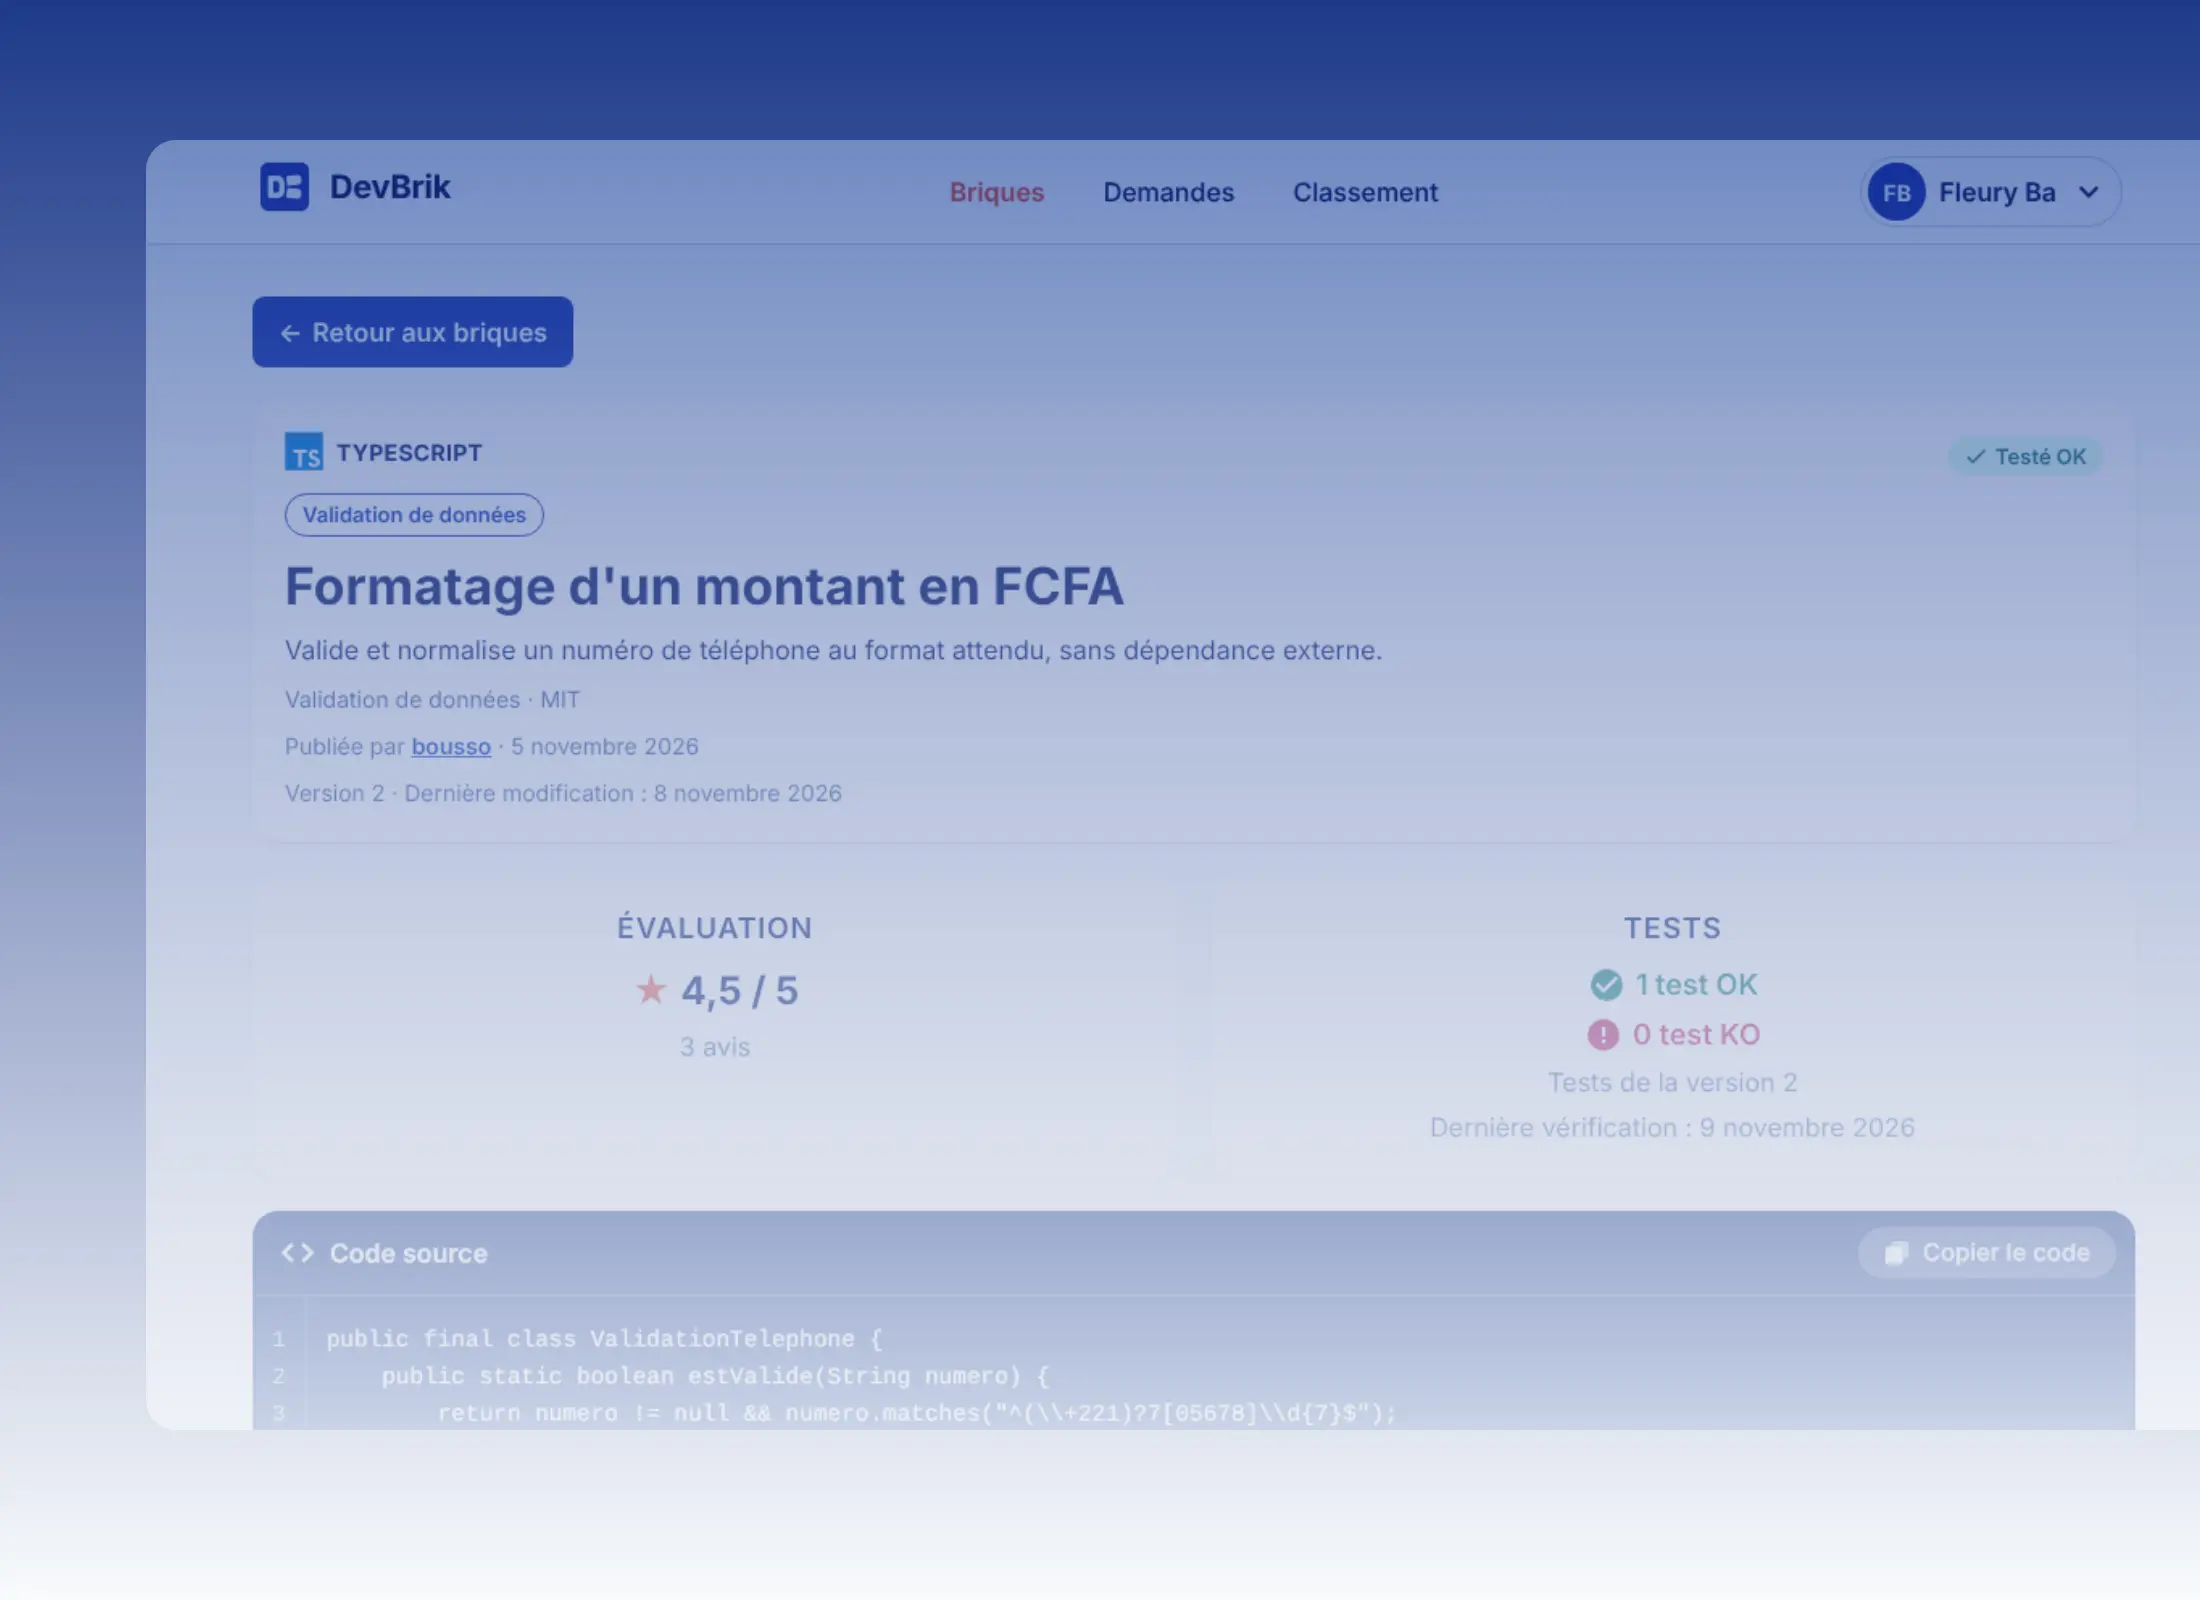 DevBrik
Briques
Demandes
Classement
FB
Fleury Ba
← Retour aux briques
TS
TYPESCRIPT
Testé OK
Validation de données
Formatage d'un montant en FCFA
Valide et normalise un numéro de téléphone au format attendu, sans dépendance externe.
Validation de données · MIT
Publiée par bousso · 5 novembre 2026
Version 2 · Dernière modification : 8 novembre 2026
ÉVALUATION
4,5 / 5
3 avis
TESTS
1 test OK
0 test KO
Tests de la version 2
Dernière vérification : 9 novembre 2026
<> Code source
Copier le code
1 public final class ValidationTelephone {
2 public static boolean estValide(String numero) {
3 return numero != null && numero.matches("^(\\+221)?7[05678]\\d{7}$");